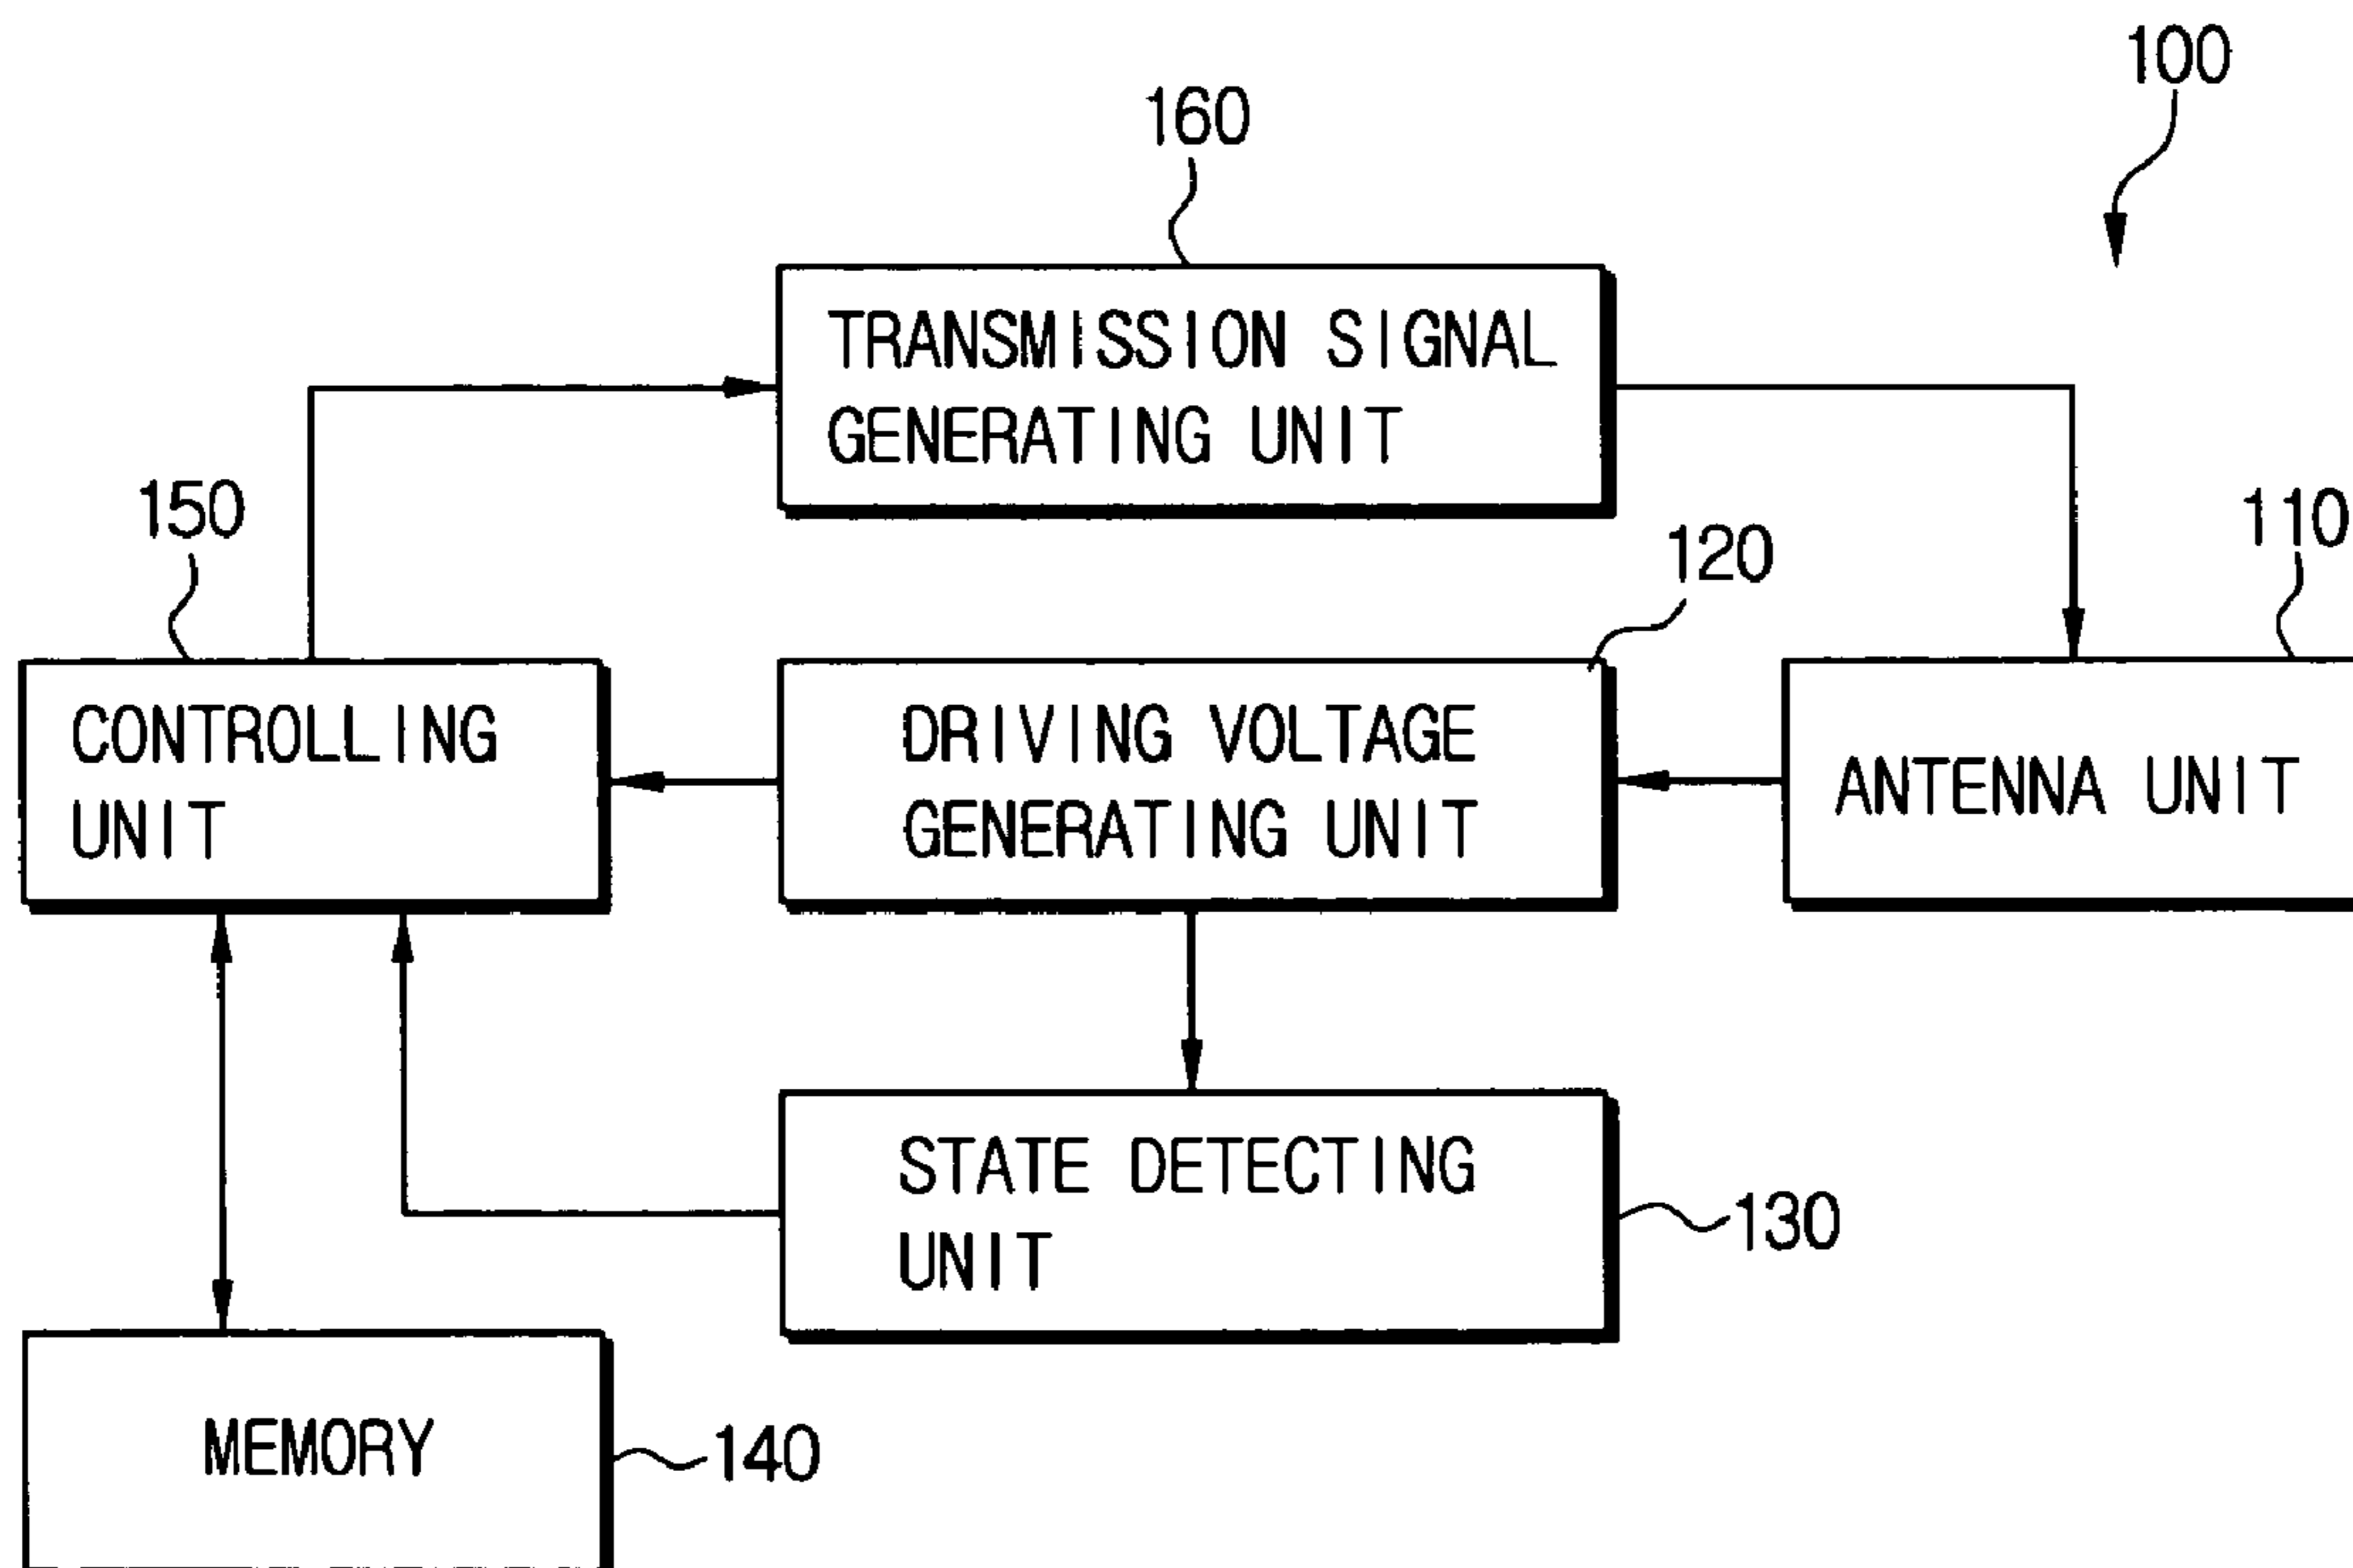 100
160
TRANSMISSION SIGNAL
GENERATING UNIT
150
120
110
CONTROLLING
UNIT
DRIVING VOLTAGE
GENERATING UNIT
ANTENNA UNIT
STATE DETECTING
UNIT
130
MEMORY
140